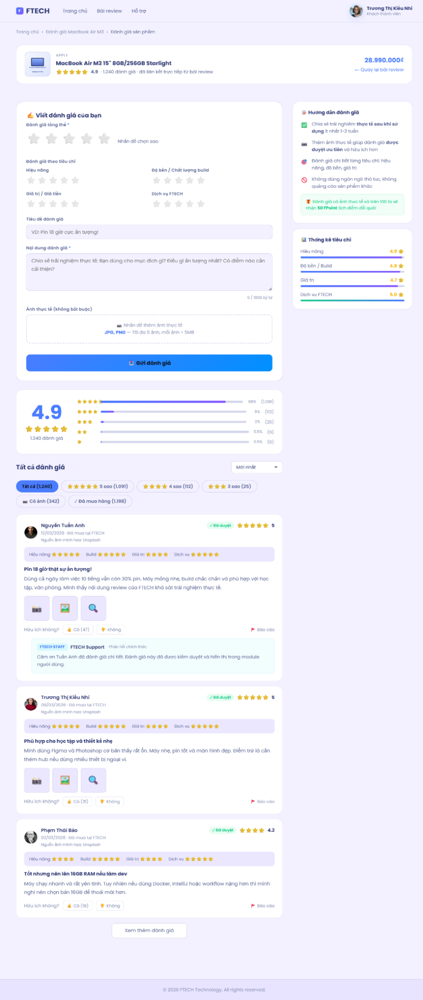 F FTECH Trang chủ Bài review Hỗ trợ
Trương Thị Kiều Nhi
Khách thành viên
Trang chủ › Đánh giá MacBook Air M3 › Đánh giá sản phẩm
APPLE
MacBook Air M3 15" 8GB/256GB Starlight
4.9 · 1.240 đánh giá · đã liên kết trực tiếp từ bài review
28.990.000₫
← Quay lại bài review
Viết đánh giá của bạn
Đánh giá tổng thể *
Nhấn để chọn sao
Đánh giá theo tiêu chí
Hiệu năng
Độ bền / Chất lượng build
Giá trị / Giá tiền
Dịch vụ FTECH
Tiêu đề đánh giá
VD: Pin 18 giờ cực ấn tượng!
Nội dung đánh giá *
Chia sẻ trải nghiệm thực tế: Bạn dùng cho mục đích gì? Điều gì ấn tượng nhất? Có điểm nào cần
cải thiện?
0 / 1000 ký tự
Ảnh thực tế (không bắt buộc)
Nhấn để thêm ảnh thực tế
JPG, PNG — Tối đa 5 ảnh, mỗi ảnh < 5MB
Gửi đánh giá
Hướng dẫn đánh giá
Chia sẻ trải nghiệm thực tế sau khi sử
dụng ít nhất 1-2 tuần
Thêm ảnh thực tế giúp đánh giá được
duyệt ưu tiên và hữu ích hơn
Đánh giá chi tiết từng tiêu chí: hiệu
năng, độ bền, giá trị
Không dùng ngôn ngữ thô tục, không
quảng cáo sản phẩm khác
Đánh giá có ảnh thực tế và trên 100 từ sẽ
nhận 50 FPoint tích điểm đổi quà!
Thống kê tiêu chí
Hiệu năng 4.9
Độ bền / Build 4.8
Giá trị 4.7
Dịch vụ FTECH 5.0
4.9
1.240 đánh giá
88% (1.091)
9% (112)
2% (25)
0.5% (6)
0.5% (6)
Tất cả đánh giá
Mới nhất
Tất cả (1.240)
5 sao (1.091)
4 sao (112)
3 sao (25)
Có ảnh (342)
✓ Đã mua hàng (1.198)
Nguyễn Tuấn Anh
✓ Đã duyệt 5
12/03/2026 · Đã mua tại FTECH
Nguồn ảnh minh họa: Unsplash
Hiệu năng Build Giá trị Dịch vụ
Pin 18 giờ thật sự ấn tượng!
Dùng cả ngày làm việc 10 tiếng vẫn còn 30% pin. Máy mỏng nhẹ, build chắc chắn và phù hợp với học
tập, văn phòng. Mình thấy nội dung review của FTECH khá sát trải nghiệm thực tế.
Hữu ích không? Có (47) Không Báo cáo
FTECH STAFF FTECH Support · Phản hồi chính thức
Cảm ơn Tuấn Anh đã đánh giá chi tiết. Đánh giá này đã được kiểm duyệt và hiển thị trong module
người dùng.
Trương Thị Kiều Nhi
✓ Đã duyệt 5
08/03/2026 · Đã mua tại FTECH
Nguồn ảnh minh họa: Unsplash
Hiệu năng Build Giá trị Dịch vụ
Phù hợp cho học tập và thiết kế nhẹ
Mình dùng Figma và Photoshop cơ bản thấy rất ổn. Máy nhẹ, pin tốt và màn hình đẹp. Điểm trừ là cần
thêm hub nếu dùng nhiều thiết bị ngoại vi.
Hữu ích không? Có (31) Không Báo cáo
Phạm Thái Bảo
✓ Đã duyệt 4.2
02/03/2026 · Đã mua tại FTECH
Nguồn ảnh minh họa: Unsplash
Hiệu năng Build Giá trị Dịch vụ
Tốt nhưng nên lên 16GB RAM nếu làm dev
Máy chạy nhanh và rất yên tĩnh. Tuy nhiên nếu dùng Docker, IntelliJ hoặc workflow nặng hơn thì mình
nghĩ nên chọn bản 16GB để thoải mái hơn.
Hữu ích không? Có (18) Không Báo cáo
Xem thêm đánh giá
© 2026 FTECH Technology. All rights reserved.